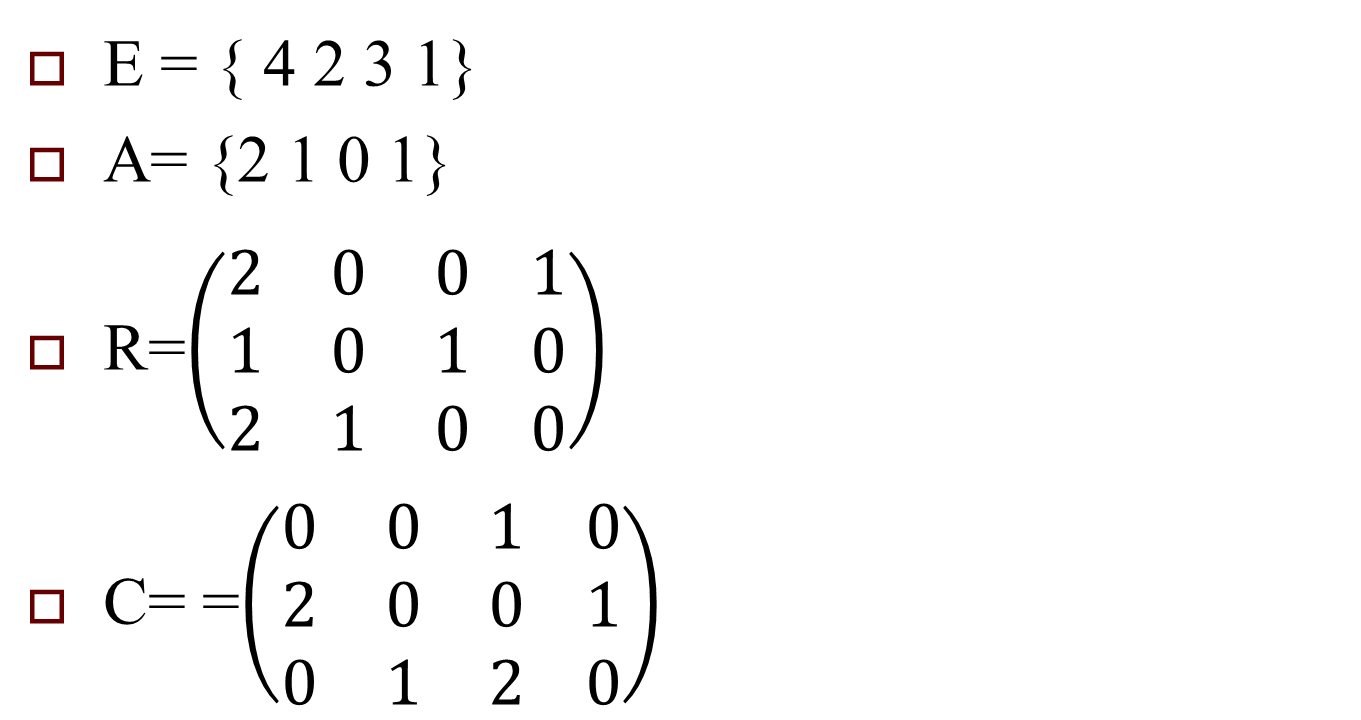 E = { 4 2 3 1}
A= {2 1 0 1}
2 0 0 1
R= 1 0 1 0
2 1 0 0
0 0 1 0
C= = 2 0 0 1
0 1 2 0